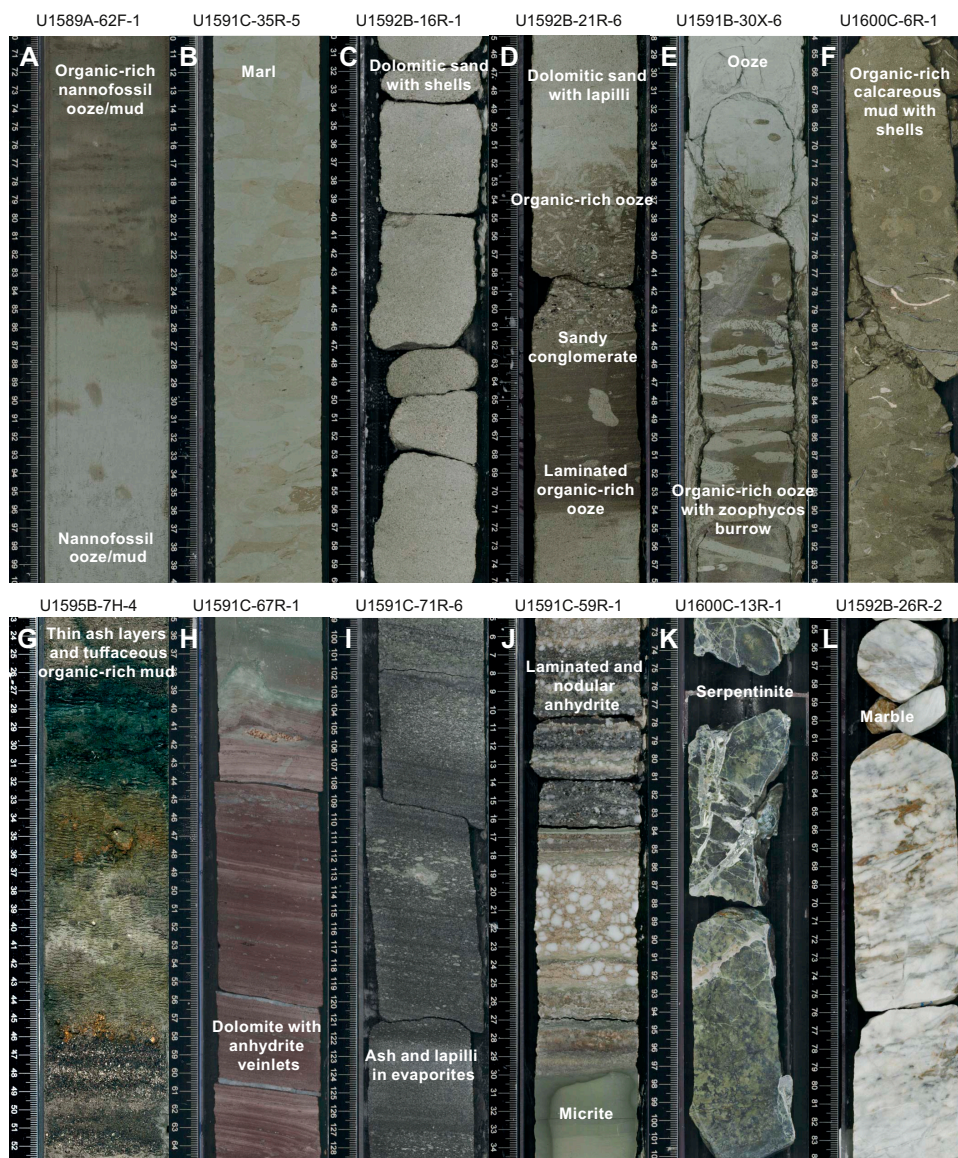 U1589A-62F-1
U1591C-35R-5
U1592B-16R-1
U1592B-21R-6
U1591B-30X-6
U1600C-6R-1
A
Organic-rich
nannofossil
ooze/mud
Nannofossil
ooze/mud
B
Marl
C
Dolomitic sand
with shells
D
Dolomitic sand
with lapilli
Organic-rich ooze
Sandy
conglomerate
Laminated
organic-rich
ooze
E
Ooze
Organic-rich ooze
with zoophycos
burrow
F
Organic-rich
calcareous
mud with
shells
U1595B-7H-4
U1591C-67R-1
U1591C-71R-6
U1591C-59R-1
U1600C-13R-1
U1592B-26R-2
G
Thin ash layers
and tuffaceous
organic-rich mud
H
Dolomite with
anhydrite
veinlets
I
Ash and lapilli
in evaporites
J
Laminated and
nodular
anhydrite
Micrite
K
Serpentinite
L
Marble